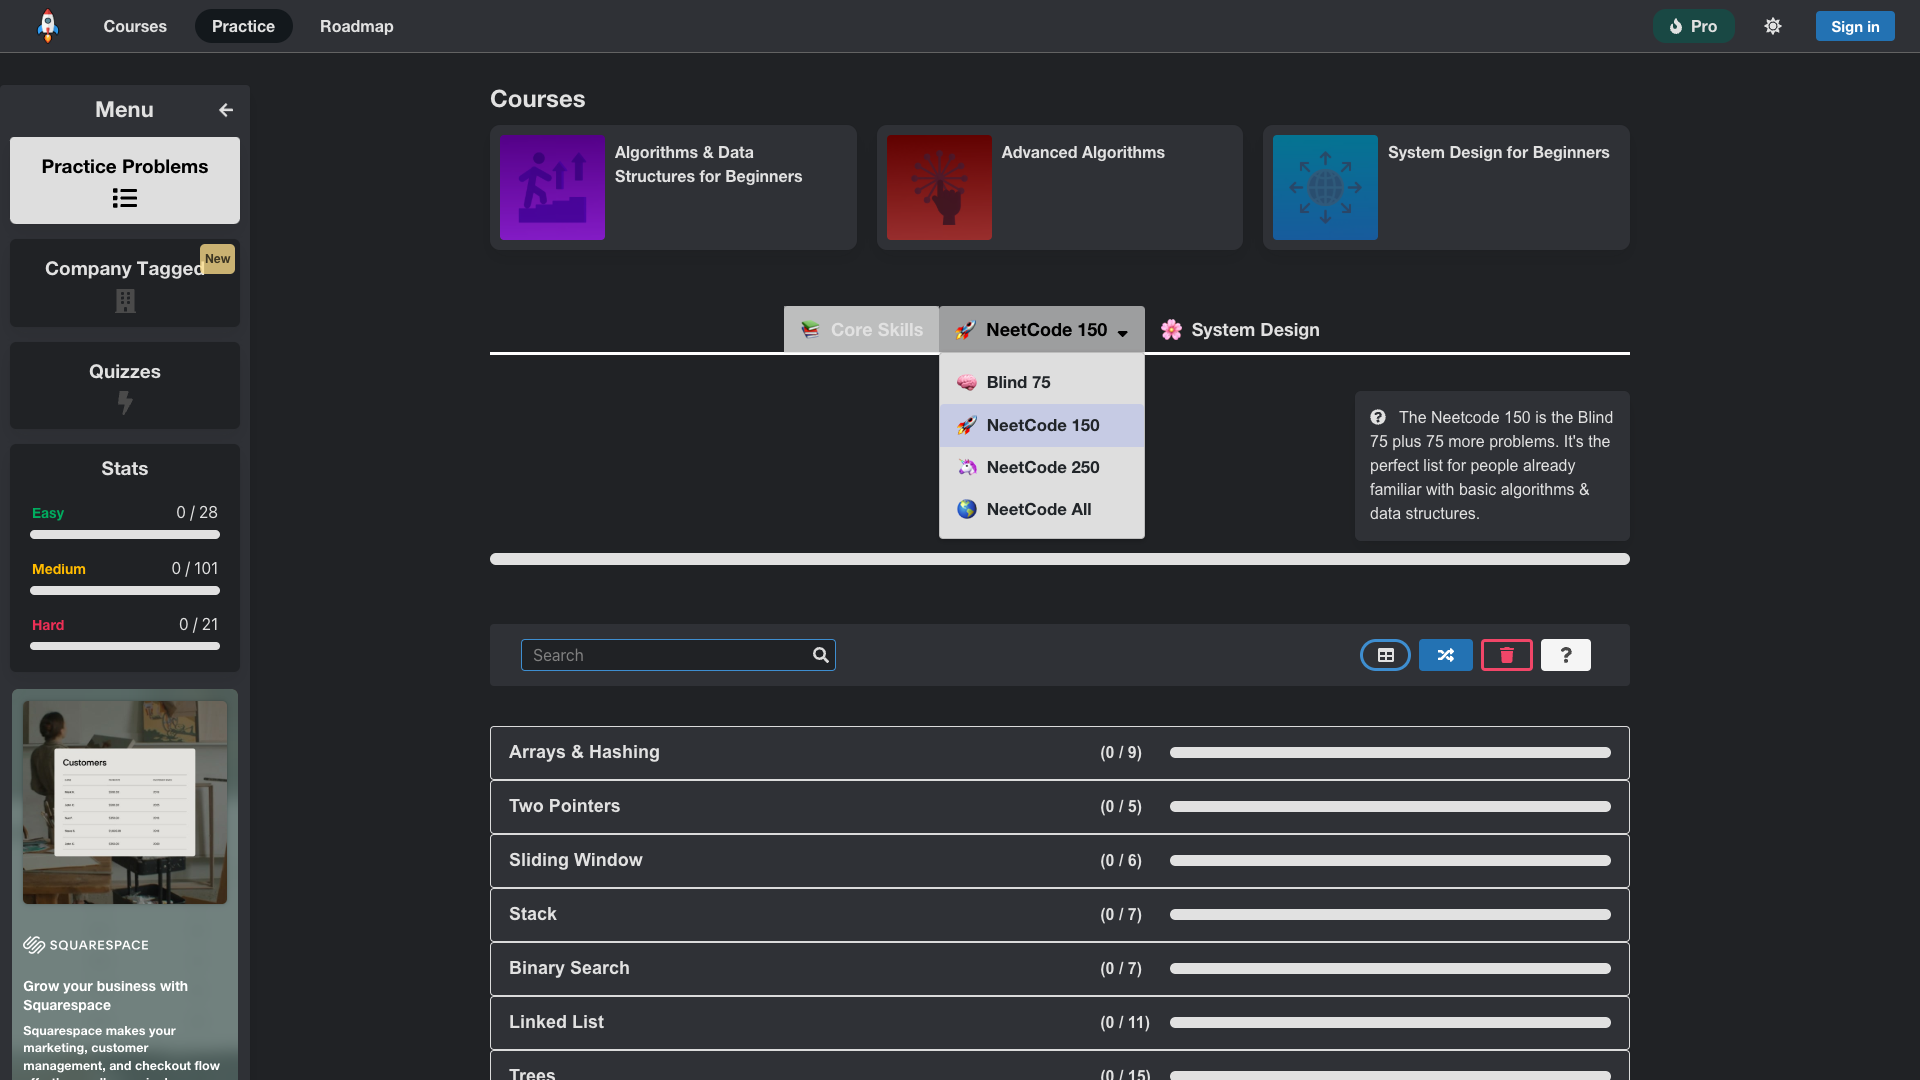 Courses
Practice
Roadmap
Pro
Sign in
Menu
Practice Problems
Company Tagged
New
Quizzes
Stats
Easy
0 / 28
Medium
0 / 101
Hard
0 / 21
Customers
SQUARESPACE
Grow your business with
Squarespace
Squarespace makes your
marketing, customer
management, and checkout flow
Courses
Algorithms & Data
Structures for Beginners
Advanced Algorithms
System Design for Beginners
Core Skills
NeetCode 150
System Design
Blind 75
NeetCode 150
NeetCode 250
NeetCode All
? The Neetcode 150 is the Blind
75 plus 75 more problems. It's the
perfect list for people already
familiar with basic algorithms &
data structures.
Search
?
Arrays & Hashing (0 / 9)
Two Pointers (0 / 5)
Sliding Window (0 / 6)
Stack (0 / 7)
Binary Search (0 / 7)
Linked List (0 / 11)
Trees (0 / 15)